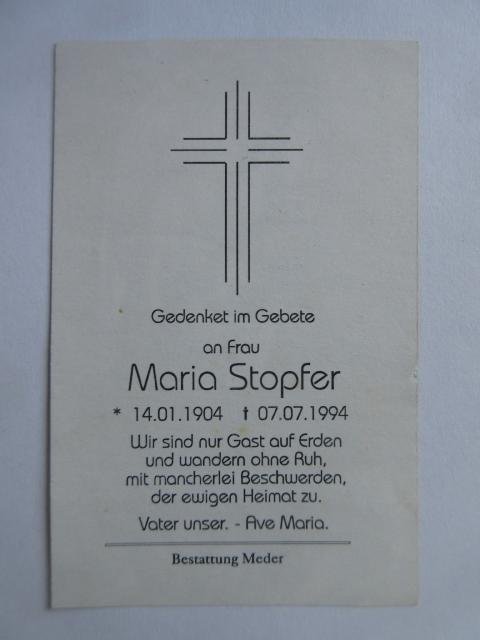 Gedenket im Gebete
an Frau
Maria Stopfer
* 14.01.1904 † 07.07.1994
Wir sind nur Gast auf Erden
und wandern ohne Ruh,
mit mancherlei Beschwerden,
der ewigen Heimat zu.
Vater unser. - Ave Maria.
Bestattung Meder